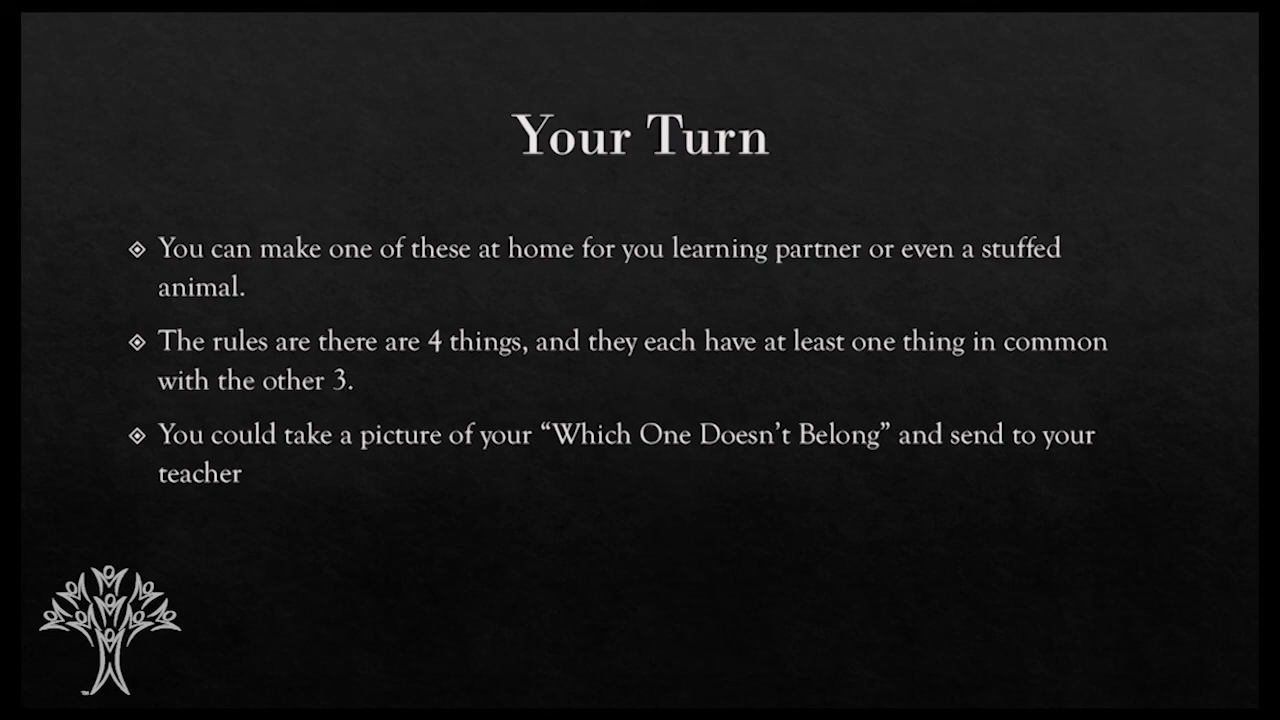 Your Turn
You can make one of these at home for you learning partner or even a stuffed
animal.
The rules are there are 4 things, and they each have at least one thing in common
with the other 3.
You could take a picture of your “Which One Doesn’t Belong” and send to your
teacher
™